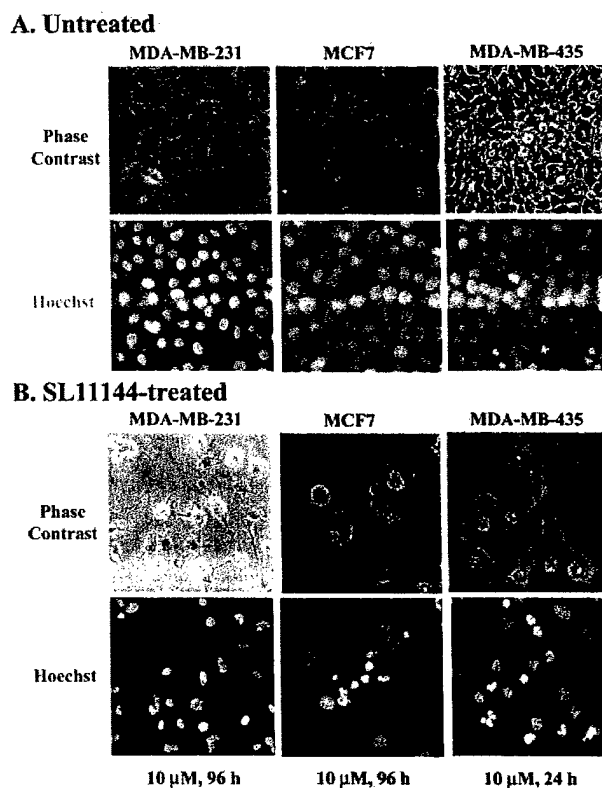 A. Untreated
MDA-MB-231 MCF7 MDA-MB-435
Phase
Contrast
Hoechst
B. SL11144-treated
MDA-MB-231 MCF7 MDA-MB-435
Phase
Contrast
Hoechst
10 µM, 96 h 10 µM, 96 h 10 µM, 24 h